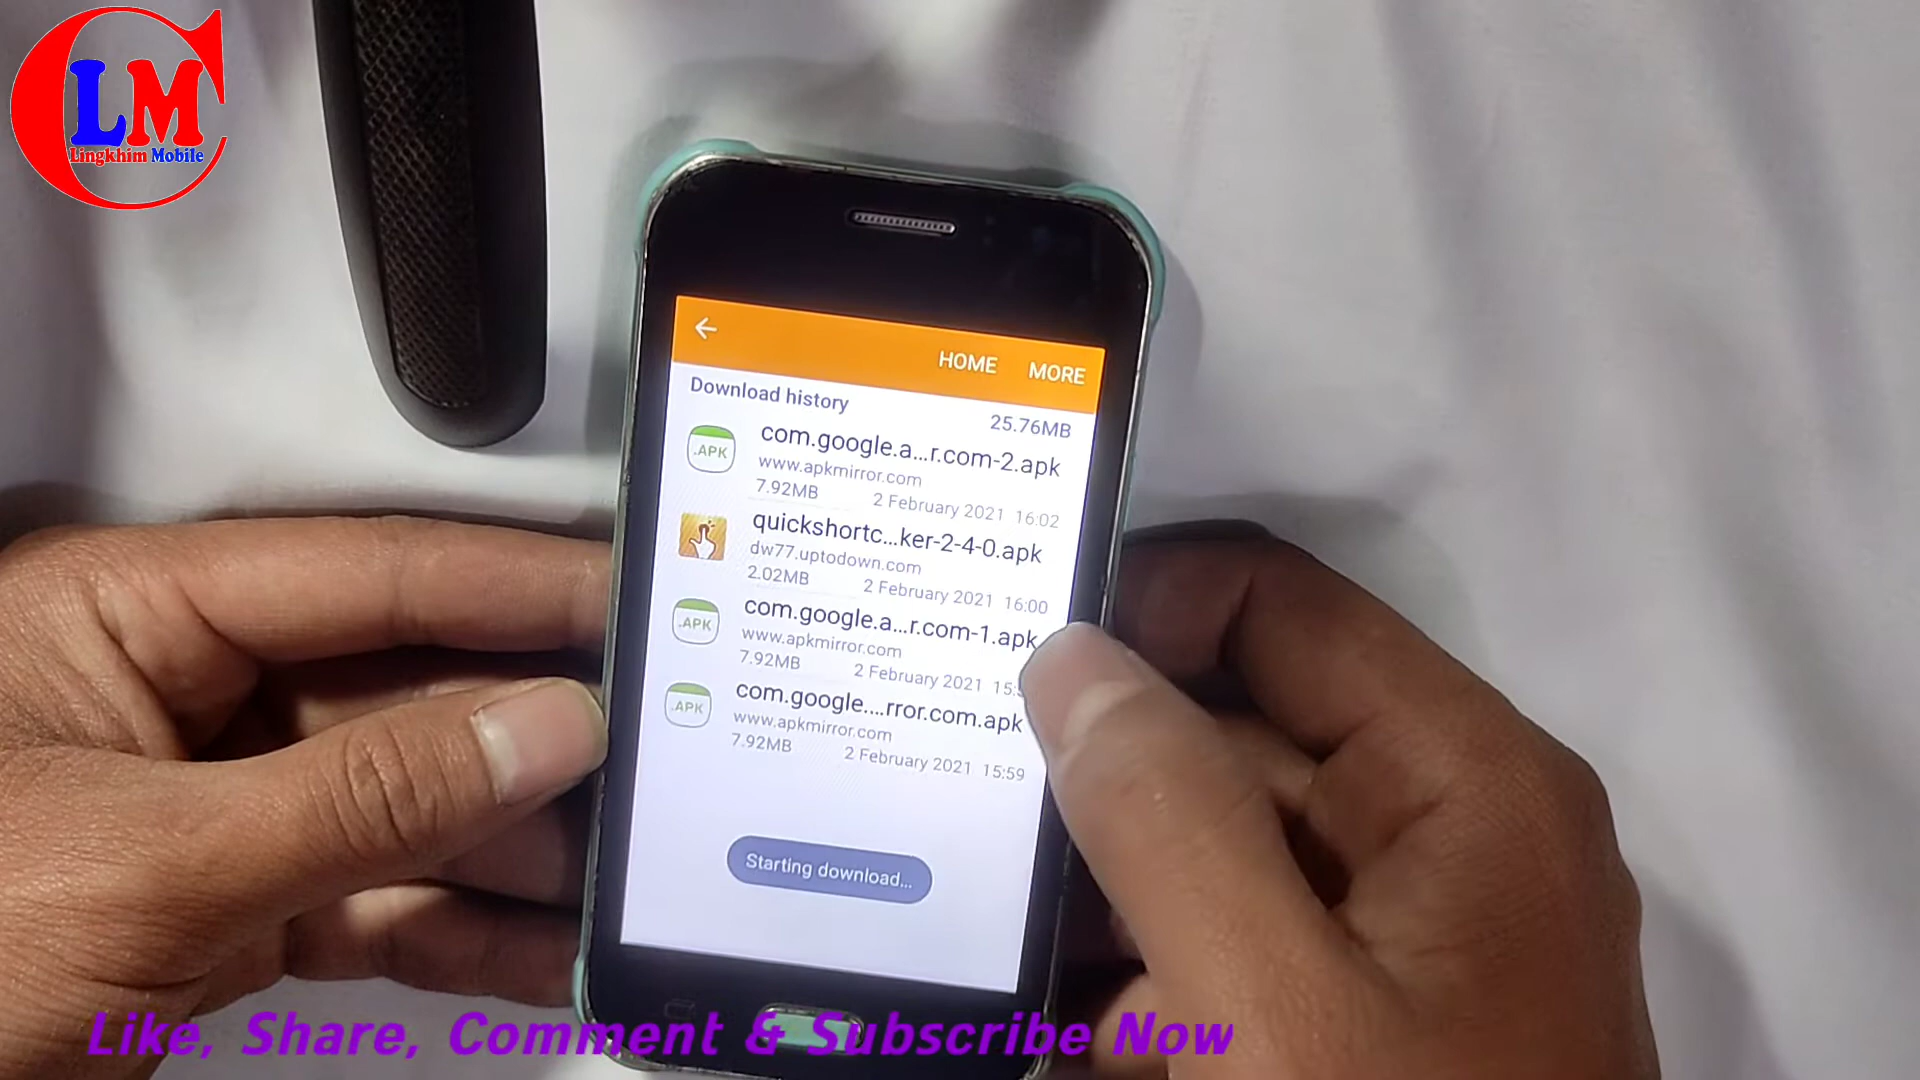 LM
Lingkhim Mobile
HOME MORE
Download history
25.76MB
.APK
com.google.a...r.com-2.apk
www.apkmirror.com
7.92MB 2 February 2021 16:02
quickshortc...ker-2-4-0.apk
dw77.uptodown.com
2.02MB 2 February 2021 16:00
.APK
com.google.a...r.com-1.apk
www.apkmirror.com
7.92MB 2 February 2021 15:
.APK
com.google....rror.com.apk
www.apkmirror.com
7.92MB 2 February 2021 15:59
Starting download...
Like, Share, Comment & Subscribe Now